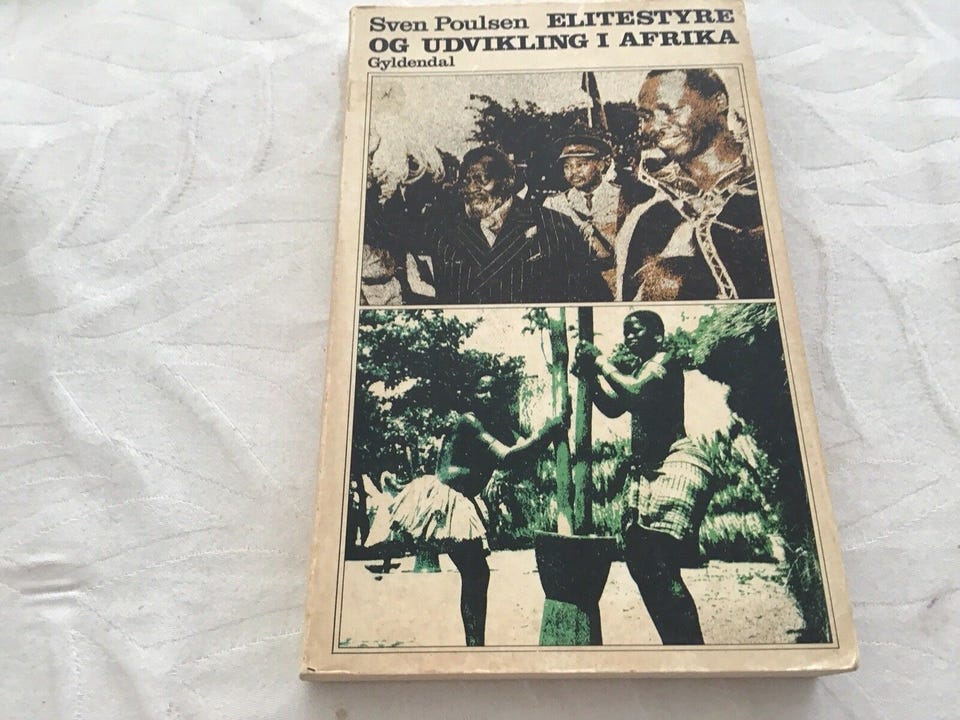 Sven Poulsen ELITESTYRE
OG UDVIKLING I AFRIKA
Gyldendal